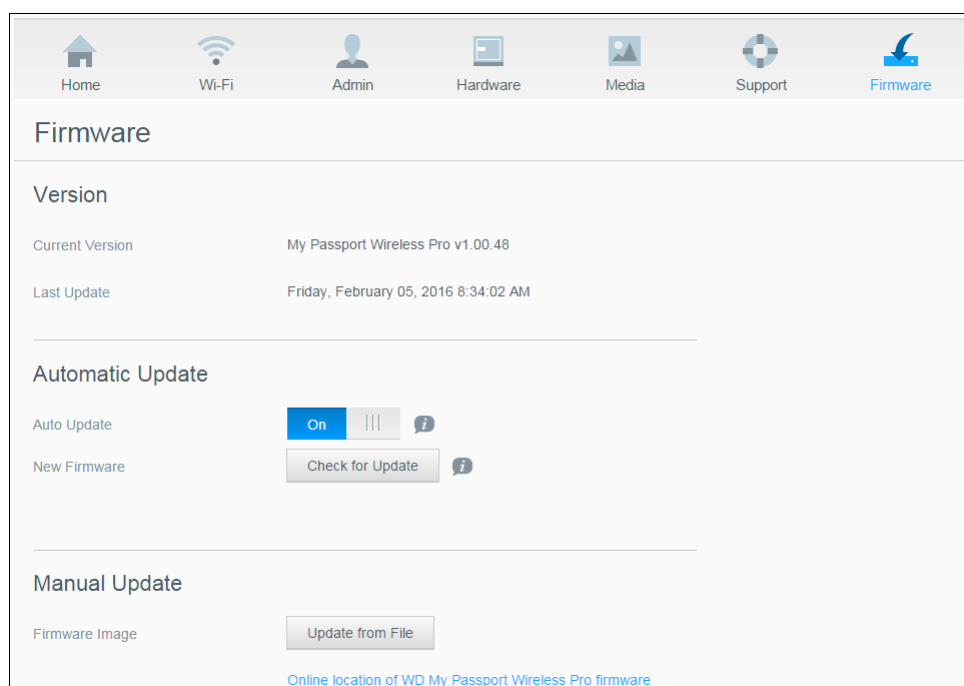 Home Wi-Fi Admin Hardware Media Support Firmware
Firmware
Version
Current Version My Passport Wireless Pro v1.00.48
Last Update Friday, February 05, 2016 8:34:02 AM
Automatic Update
Auto Update On
New Firmware Check for Update
Manual Update
Firmware Image Update from File
Online location of WD My Passport Wireless Pro firmware